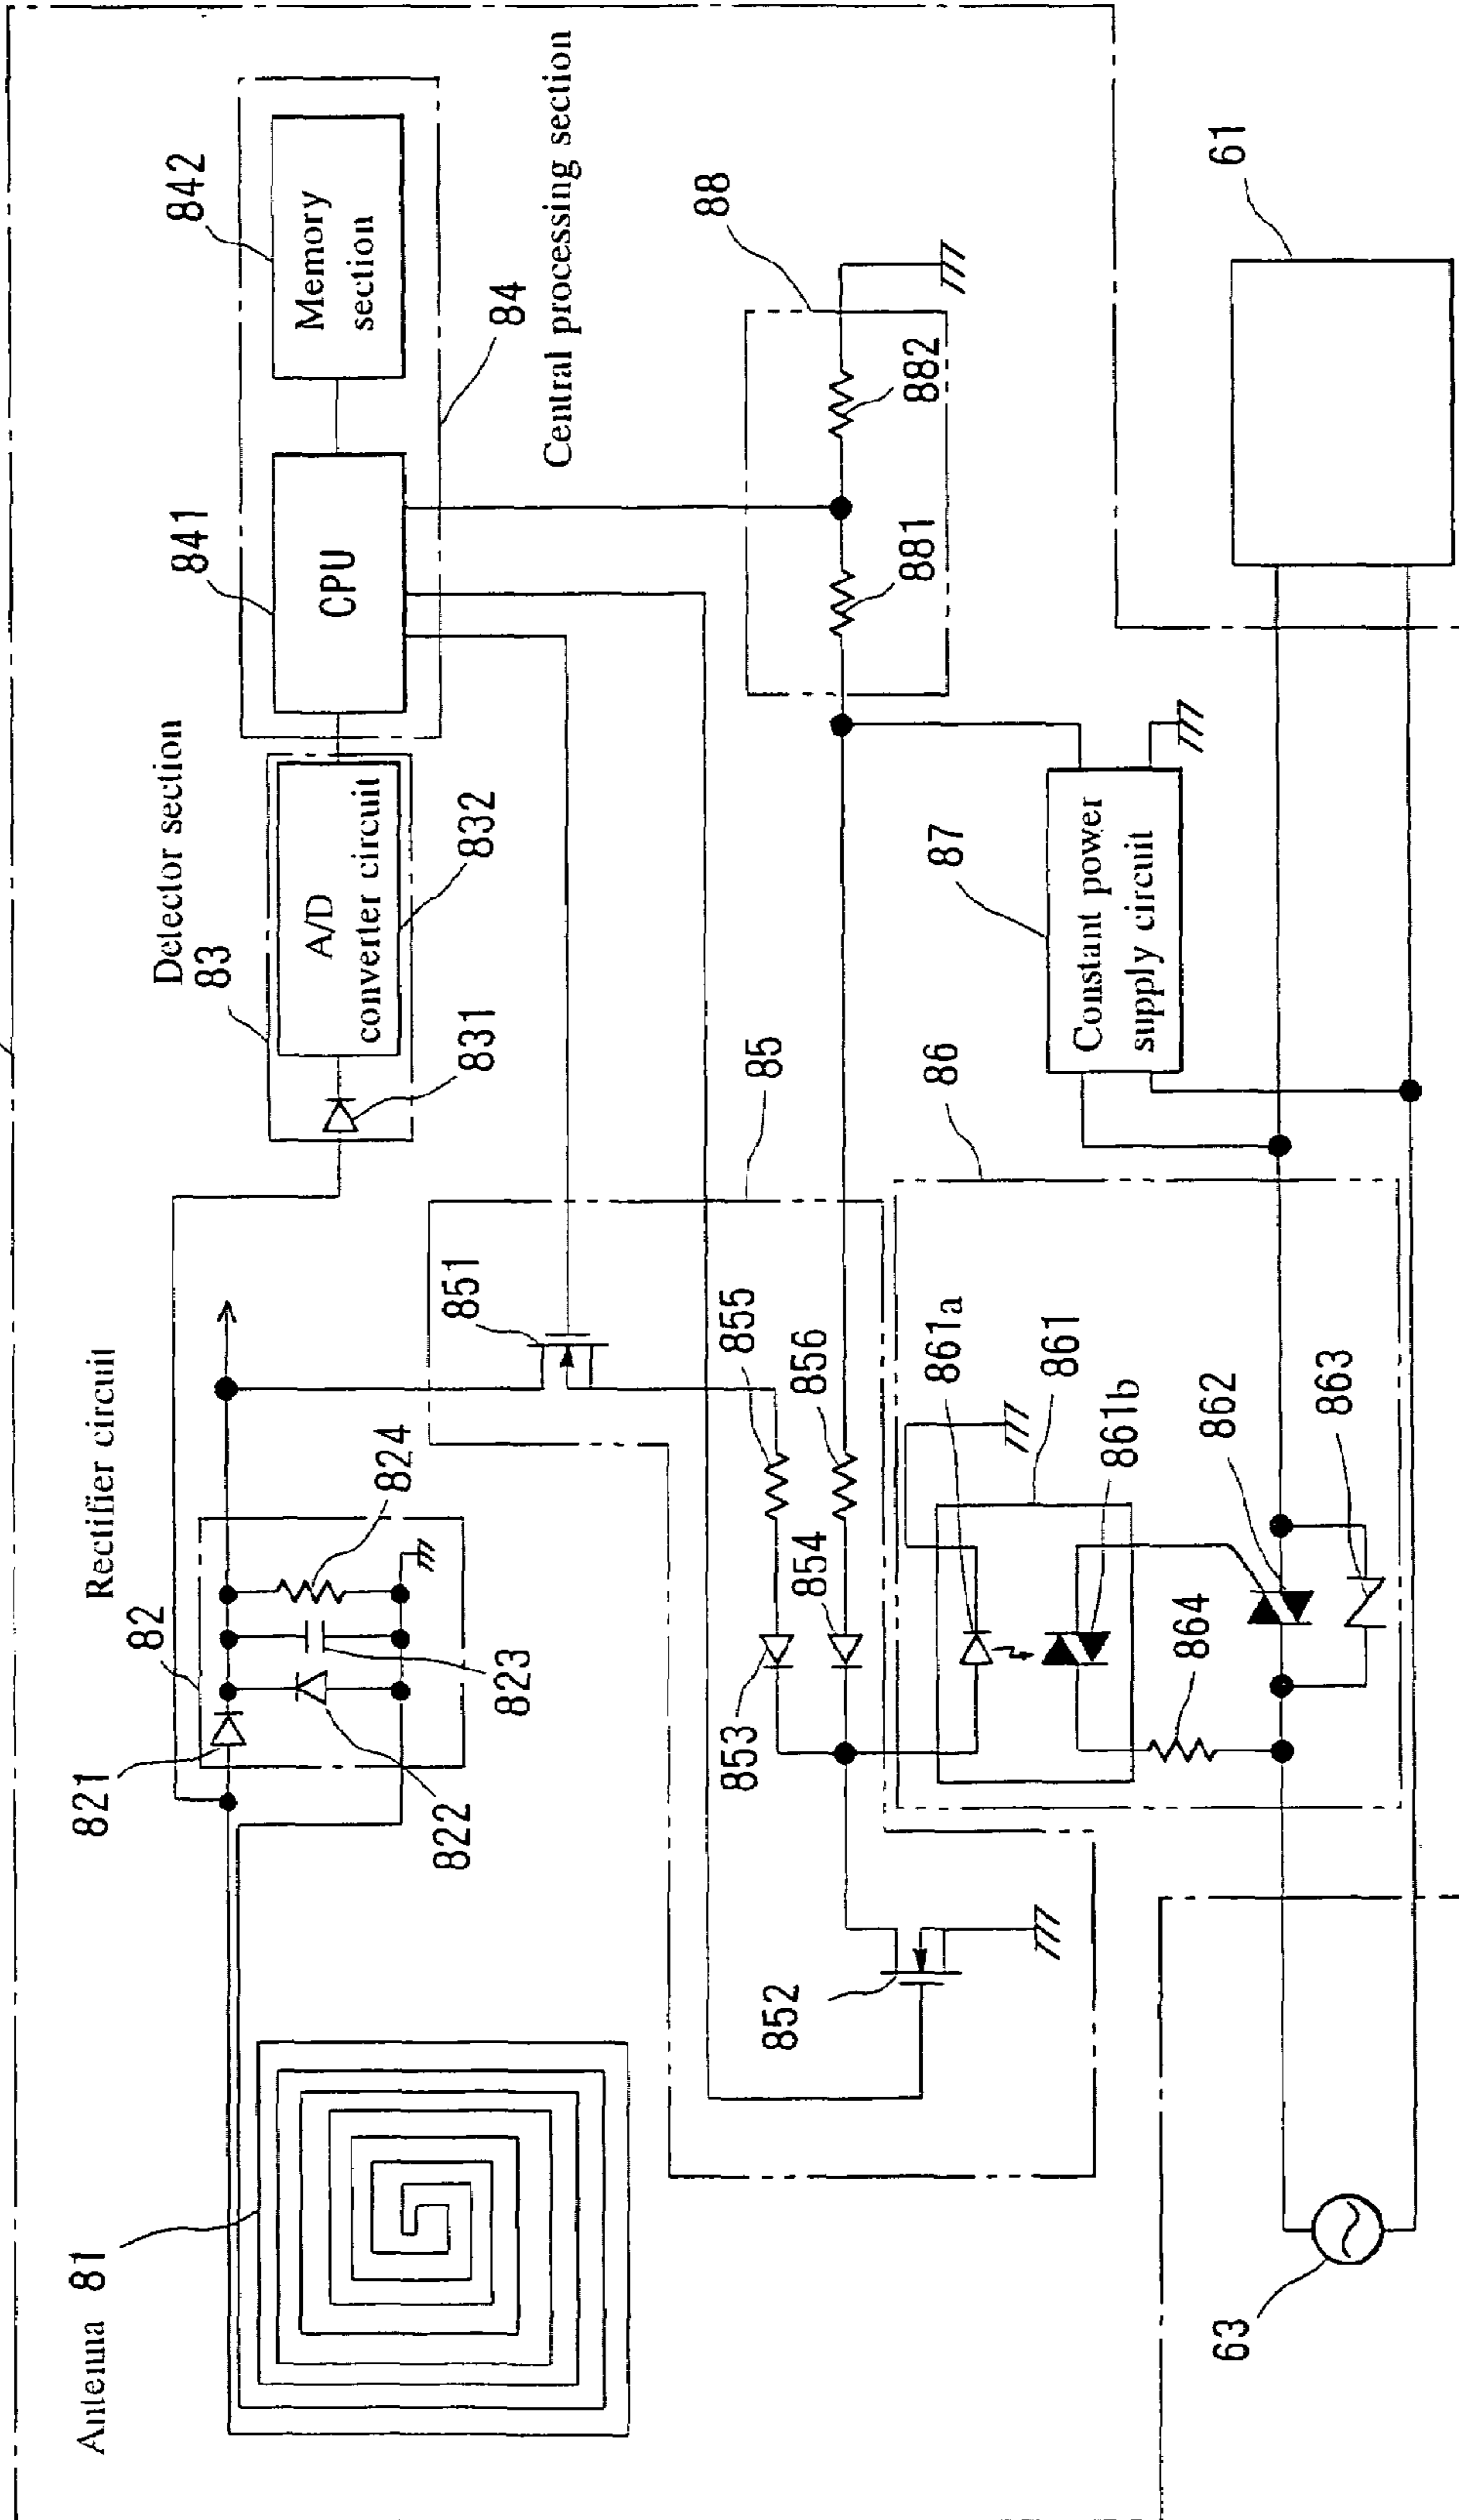 Antenna 81
821
82
Rectifier circuit
822
823
824
Detector section
83
831
A/D
converter circuit
832
841
CPU
842
Memory
section
84
Central processing section
851
85
852
853
854
855
856
88
881
882
86
861a
861
861b
862
863
864
87
Constant power
supply circuit
61
63